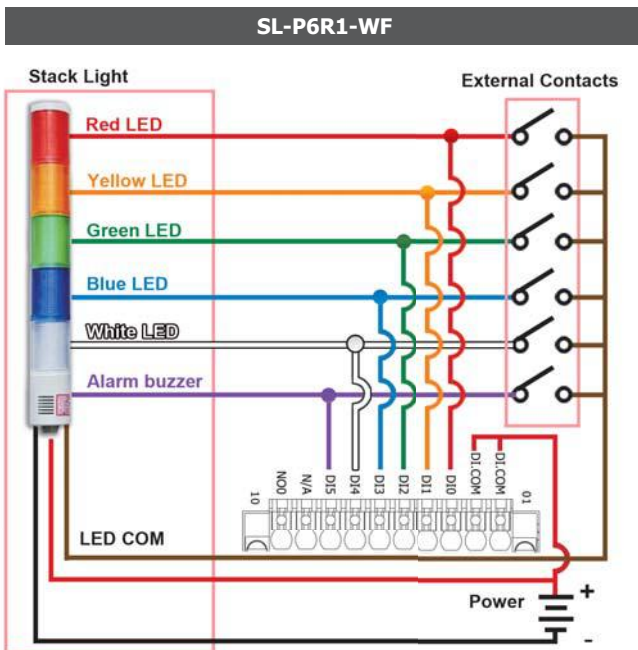 SL-P6R1-WF
Stack Light
External Contacts
Red LED
Yellow LED
Green LED
Blue LED
White LED
Alarm buzzer
10
NO0
N/A
DI5
DI4
DI3
DI2
DI1
DI0
DI.COM
DI.COM
01
LED COM
Power
+
-